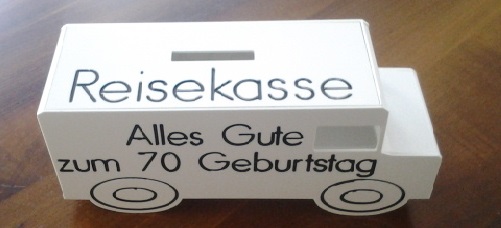 Reisekasse
Alles Gute
zum 70 Geburtstag